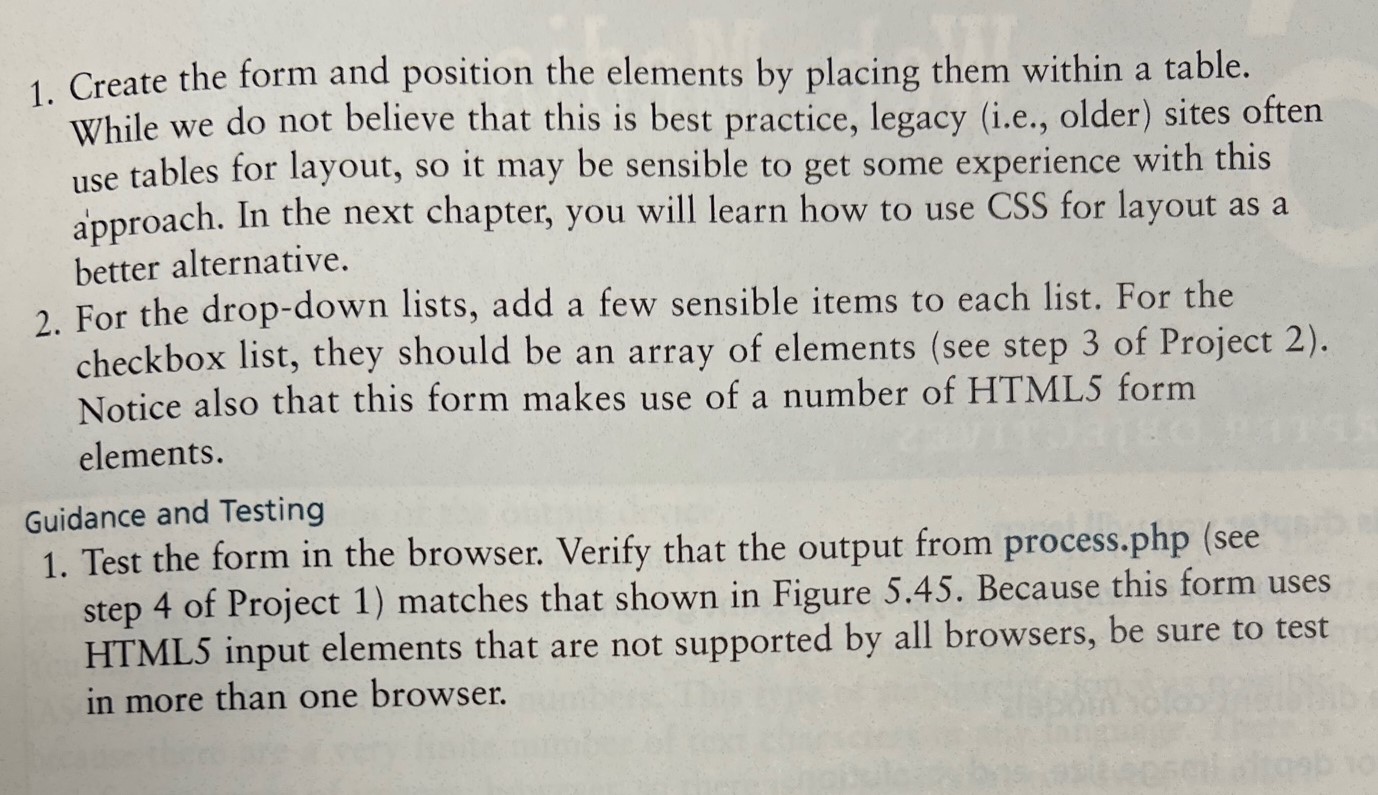 1. Create the form and position the elements by placing them within a table.
While we do not believe that this is best practice, legacy (i.e., older) sites often
use tables for layout, so it may be sensible to get some experience with this
approach. In the next chapter, you will learn how to use CSS for layout as a
better alternative.
2. For the drop-down lists, add a few sensible items to each list. For the
checkbox list, they should be an array of elements (see step 3 of Project 2).
Notice also that this form makes use of a number of HTML5 form
elements.
Guidance and Testing
1. Test the form in the browser. Verify that the output from process.php (see
step 4 of Project 1) matches that shown in Figure 5.45. Because this form uses
HTML5 input elements that are not supported by all browsers, be sure to test
in more than one browser.